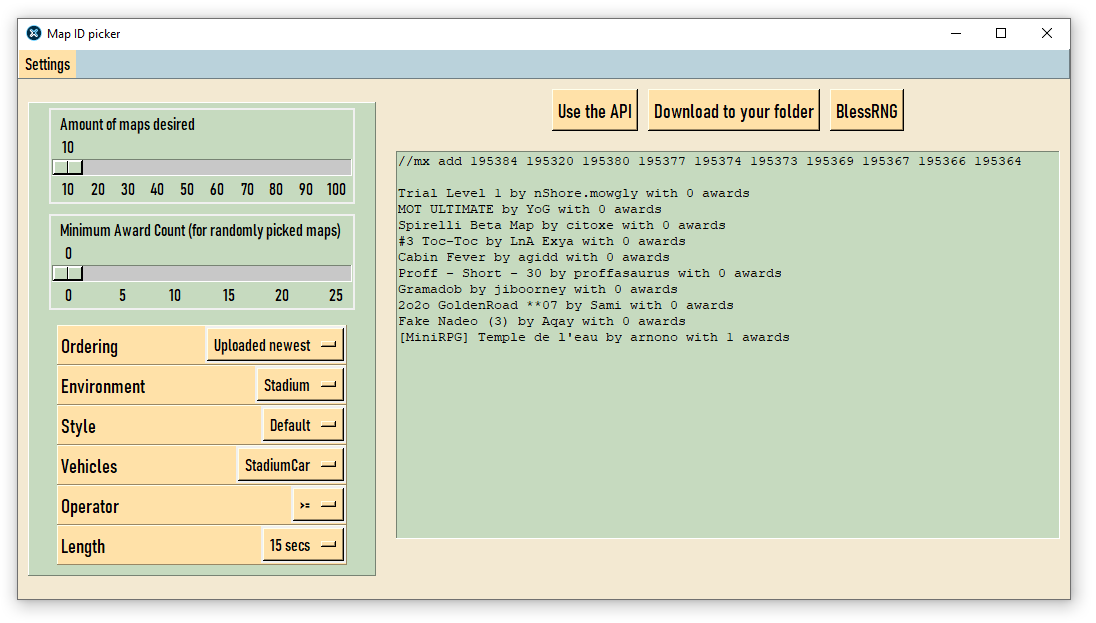 Map ID picker
Settings
Amount of maps desired
10
10 20 30 40 50 60 70 80 90 100
Minimum Award Count (for randomly picked maps)
0
0 5 10 15 20 25
Ordering Uploaded newest
Environment Stadium
Style Default
Vehicles StadiumCar
Operator >=
Length 15 secs
Use the API Download to your folder BlessRNG
//mx add 195384 195320 195380 195377 195374 195373 195369 195367 195366 195364
Trial Level 1 by nShore.mowgly with 0 awards
MOT ULTIMATE by YoG with 0 awards
Spirelli Beta Map by citoxe with 0 awards
#3 Toc-Toc by LnA Exya with 0 awards
Cabin Fever by agidd with 0 awards
Proff - Short - 30 by proffasaurus with 0 awards
Gramadob by jiboorney with 0 awards
2o2o GoldenRoad **07 by Sami with 0 awards
Fake Nadeo (3) by Aqay with 0 awards
[MiniRPG] Temple de l'eau by arnono with 1 awards